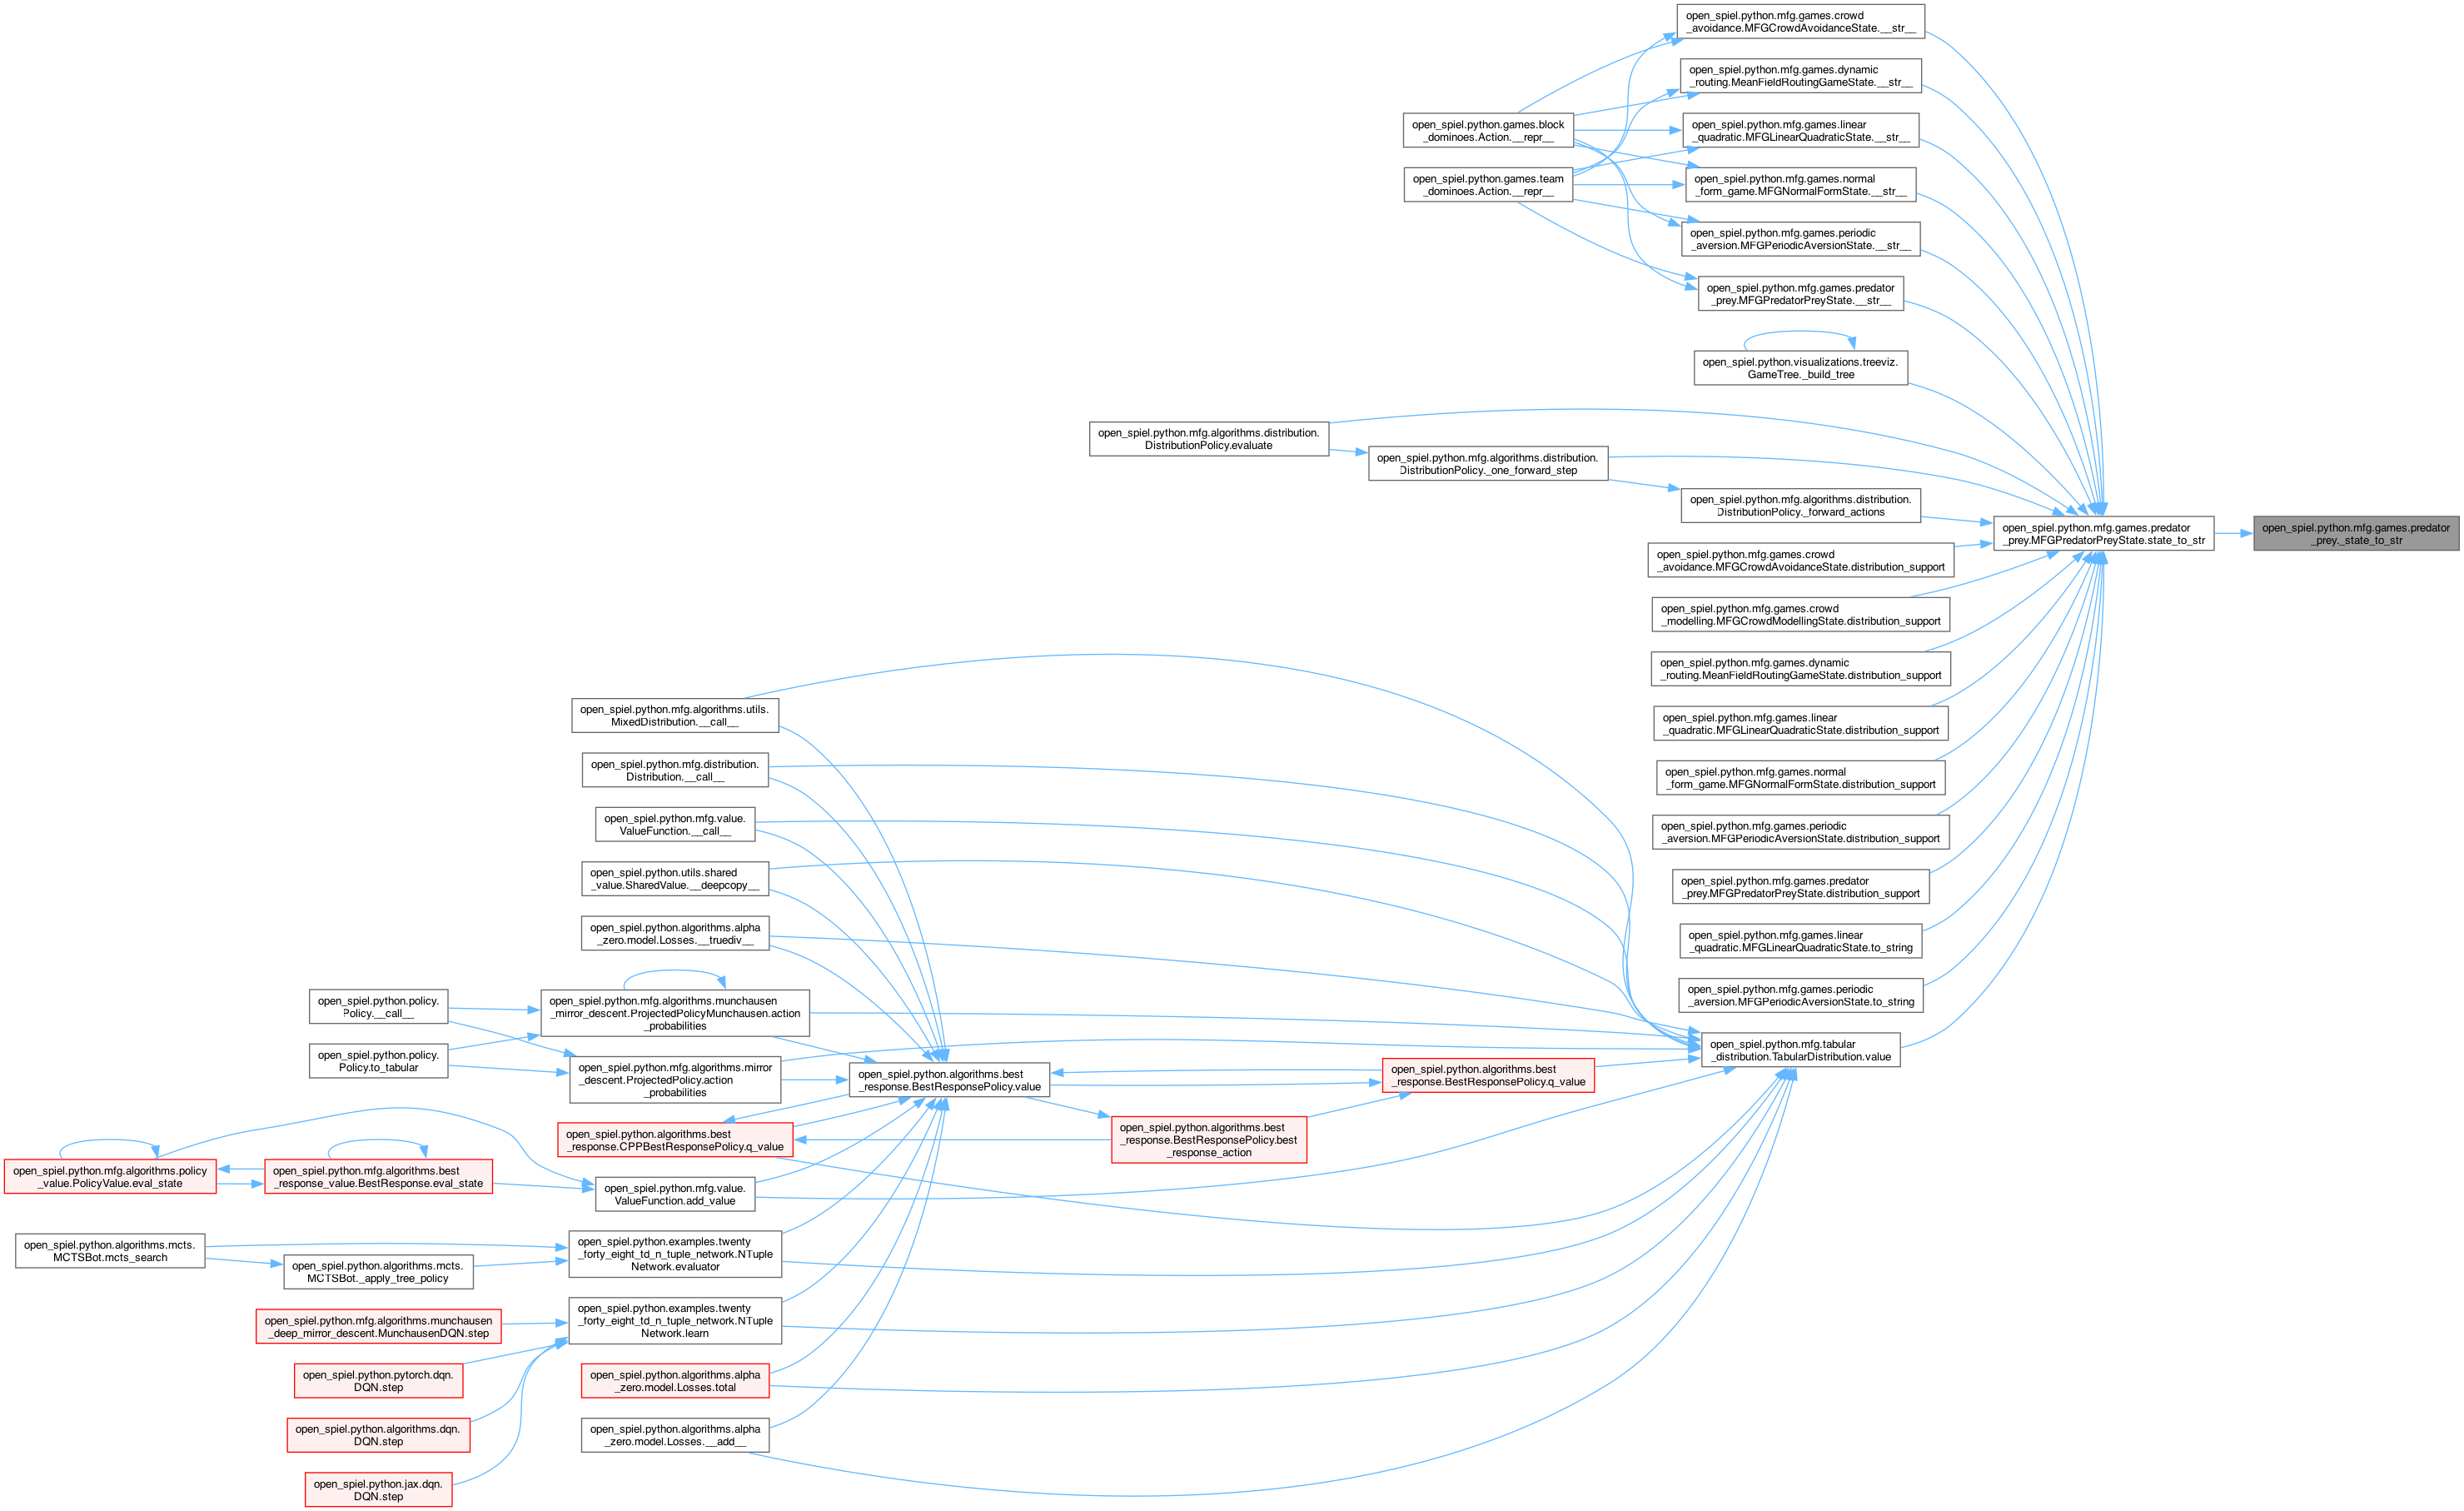 open_spiel.python.mfg.games.crowd
_avoidance.MFGCrowdAvoidanceState.__str__
open_spiel.python.mfg.games.dynamic
_routing.MeanFieldRoutingGameState.__str__
open_spiel.python.games.block
_dominoes.Action.__repr__
open_spiel.python.mfg.games.linear
_quadratic.MFGLinearQuadraticState.__str__
open_spiel.python.games.team
_dominoes.Action.__repr__
open_spiel.python.mfg.games.normal
_form_game.MFGNormalFormState.__str__
open_spiel.python.mfg.games.periodic
_aversion.MFGPeriodicAversionState.__str__
open_spiel.python.mfg.games.predator
_prey.MFGPredatorPreyState.__str__
open_spiel.python.visualizations.treeviz.
GameTree._build_tree
open_spiel.python.mfg.algorithms.distribution.
DistributionPolicy.evaluate
open_spiel.python.mfg.algorithms.distribution.
DistributionPolicy._one_forward_step
open_spiel.python.mfg.algorithms.distribution.
DistributionPolicy._forward_actions
open_spiel.python.mfg.games.predator
_prey.MFGPredatorPreyState.state_to_str
open_spiel.python.mfg.games.predator
_prey._state_to_str
open_spiel.python.mfg.games.crowd
_avoidance.MFGCrowdAvoidanceState.distribution_support
open_spiel.python.mfg.games.crowd
_modelling.MFGCrowdModellingState.distribution_support
open_spiel.python.mfg.games.dynamic
_routing.MeanFieldRoutingGameState.distribution_support
open_spiel.python.mfg.games.linear
_quadratic.MFGLinearQuadraticState.distribution_support
open_spiel.python.mfg.games.normal
_form_game.MFGNormalFormState.distribution_support
open_spiel.python.mfg.games.periodic
_aversion.MFGPeriodicAversionState.distribution_support
open_spiel.python.mfg.games.predator
_prey.MFGPredatorPreyState.distribution_support
open_spiel.python.mfg.games.linear
_quadratic.MFGLinearQuadraticState.to_string
open_spiel.python.mfg.games.periodic
_aversion.MFGPeriodicAversionState.to_string
open_spiel.python.mfg.tabular
_distribution.TabularDistribution.value
open_spiel.python.mfg.algorithms.utils.
MixedDistribution.__call__
open_spiel.python.mfg.distribution.
Distribution.__call__
open_spiel.python.mfg.value.
ValueFunction.__call__
open_spiel.python.utils.shared
_value.SharedValue.__deepcopy__
open_spiel.python.algorithms.alpha
_zero.model.Losses.__truediv__
open_spiel.python.policy.
Policy.__call__
open_spiel.python.mfg.algorithms.munchausen
_mirror_descent.ProjectedPolicyMunchausen.action
_probabilities
open_spiel.python.policy.
Policy.to_tabular
open_spiel.python.mfg.algorithms.mirror
_descent.ProjectedPolicy.action
_probabilities
open_spiel.python.algorithms.best
_response.BestResponsePolicy.value
open_spiel.python.algorithms.best
_response.BestResponsePolicy.q_value
open_spiel.python.algorithms.best
_response.CPPBestResponsePolicy.q_value
open_spiel.python.algorithms.best
_response.BestResponsePolicy.best
_response_action
open_spiel.python.mfg.algorithms.policy
_value.PolicyValue.eval_state
open_spiel.python.mfg.algorithms.best
_response_value.BestResponse.eval_state
open_spiel.python.mfg.value.
ValueFunction.add_value
open_spiel.python.algorithms.mcts.
MCTSBot.mcts_search
open_spiel.python.algorithms.mcts.
MCTSBot._apply_tree_policy
open_spiel.python.examples.twenty
_forty_eight_td_n_tuple_network.NTuple
Network.evaluator
open_spiel.python.examples.twenty
_forty_eight_td_n_tuple_network.NTuple
Network.learn
open_spiel.python.mfg.algorithms.munchausen
_deep_mirror_descent.MunchausenDQN.step
open_spiel.python.pytorch.dqn.
DQN.step
open_spiel.python.algorithms.alpha
_zero.model.Losses.total
open_spiel.python.algorithms.dqn.
DQN.step
open_spiel.python.algorithms.alpha
_zero.model.Losses.__add__
open_spiel.python.jax.dqn.
DQN.step